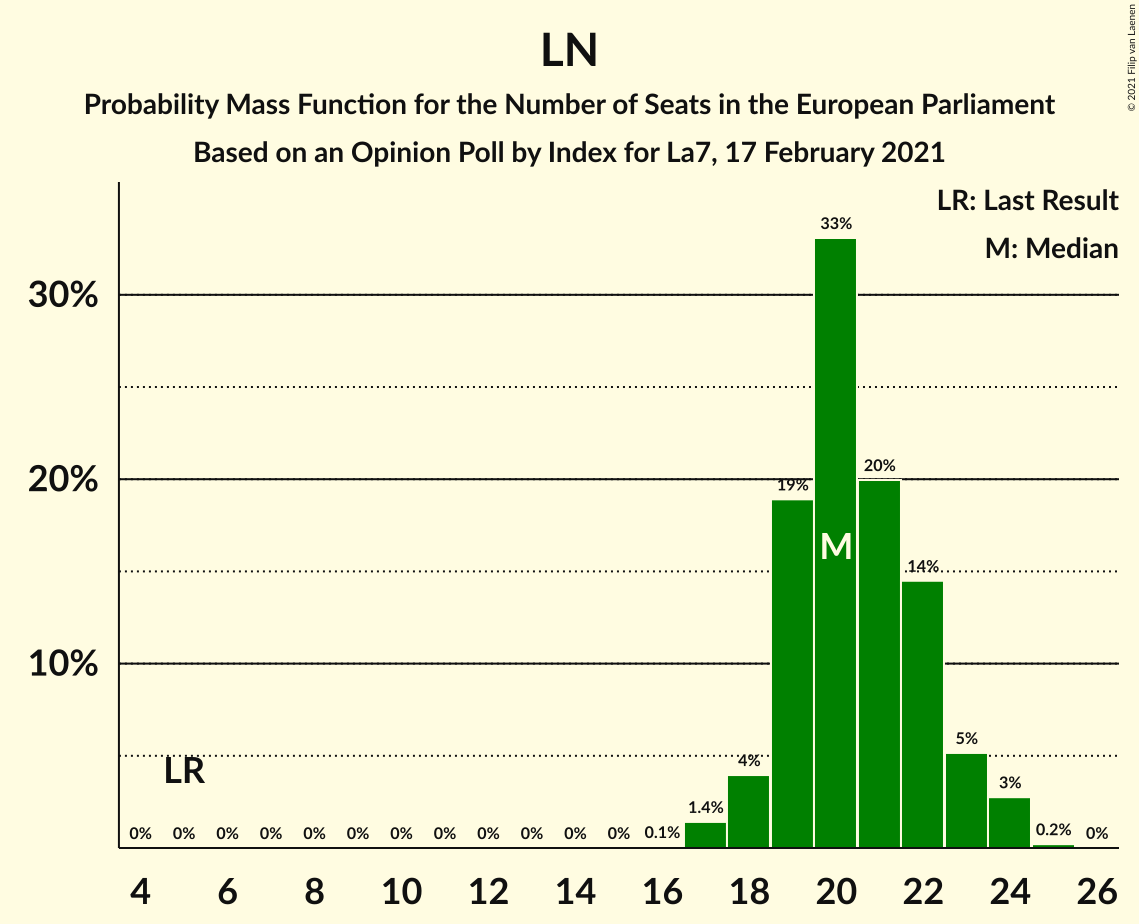 LN
Probability Mass Function for the Number of Seats in the European Parliament
Based on an Opinion Poll by Index for La7, 17 February 2021
© 2021 Filip van Laenen
LR: Last Result
M: Median
30%
20%
10%
33%
20%
19%
M
14%
5%
4%
3%
1.4%
0.2%
0.1%
LR
0% 0% 0% 0% 0% 0% 0% 0% 0% 0% 0% 0% 0%
4 6 8 10 12 14 16 18 20 22 24 26